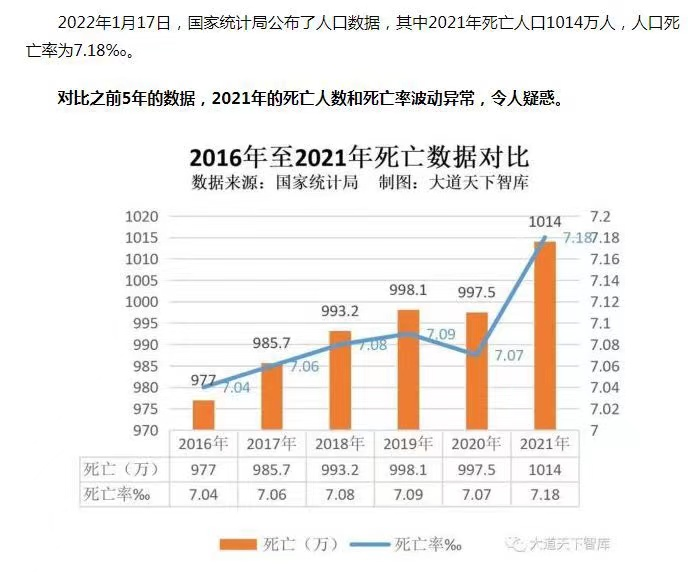 2022年1月17日，国家统计局公布了人口数据，其中2021年死亡人口1014万人，人口死
亡率为7.18‰。
对比之前5年的数据，2021年的死亡人数和死亡率波动异常，令人疑惑。
2016年至2021年死亡数据对比
数据来源：国家统计局 制图：大道天下智库
1020 7.2
1015 7.18
1010 7.16
1005 7.14
1000 7.12
995 7.1
990 7.08
985 7.06
980 7.04
975 7.02
970 7
977 985.7 993.2 998.1 997.5 1014
7.04 7.06 7.08 7.09 7.07 7.18
2016年 2017年 2018年 2019年 2020年 2021年
死亡（万） 977 985.7 993.2 998.1 997.5 1014
死亡率‰ 7.04 7.06 7.08 7.09 7.07 7.18
死亡（万） 死亡率‰
大道天下智库